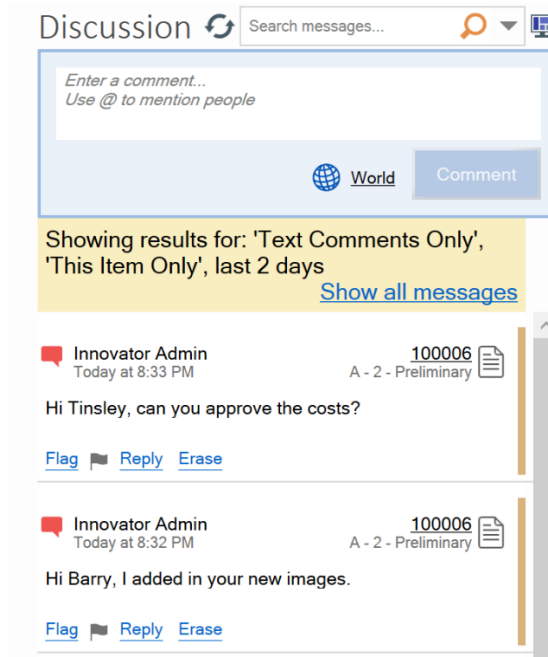 Discussion
Search messages...
Enter a comment...
Use @ to mention people
World
Comment
Showing results for: 'Text Comments Only',
'This Item Only', last 2 days
Show all messages
Innovator Admin
100006
Today at 8:33 PM
A - 2 - Preliminary
Hi Tinsley, can you approve the costs?
Flag Reply Erase
Innovator Admin
100006
Today at 8:32 PM
A - 2 - Preliminary
Hi Barry, I added in your new images.
Flag Reply Erase